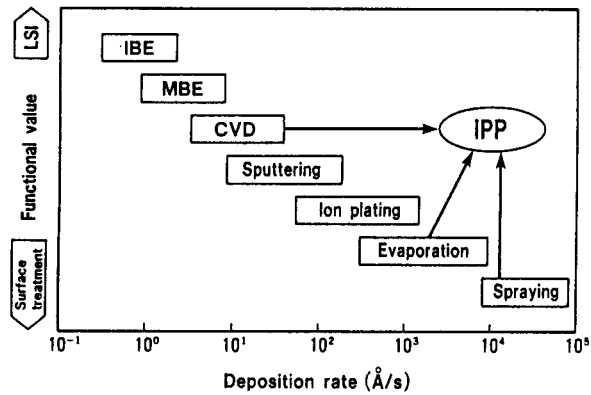 LSI
Functional value
Surface
treatment
IBE
MBE
CVD
IPP
Sputtering
Ion plating
Evaporation
Spraying
10⁻¹ 10⁰ 10¹ 10² 10³ 10⁴ 10⁵
Deposition rate (Å/s)